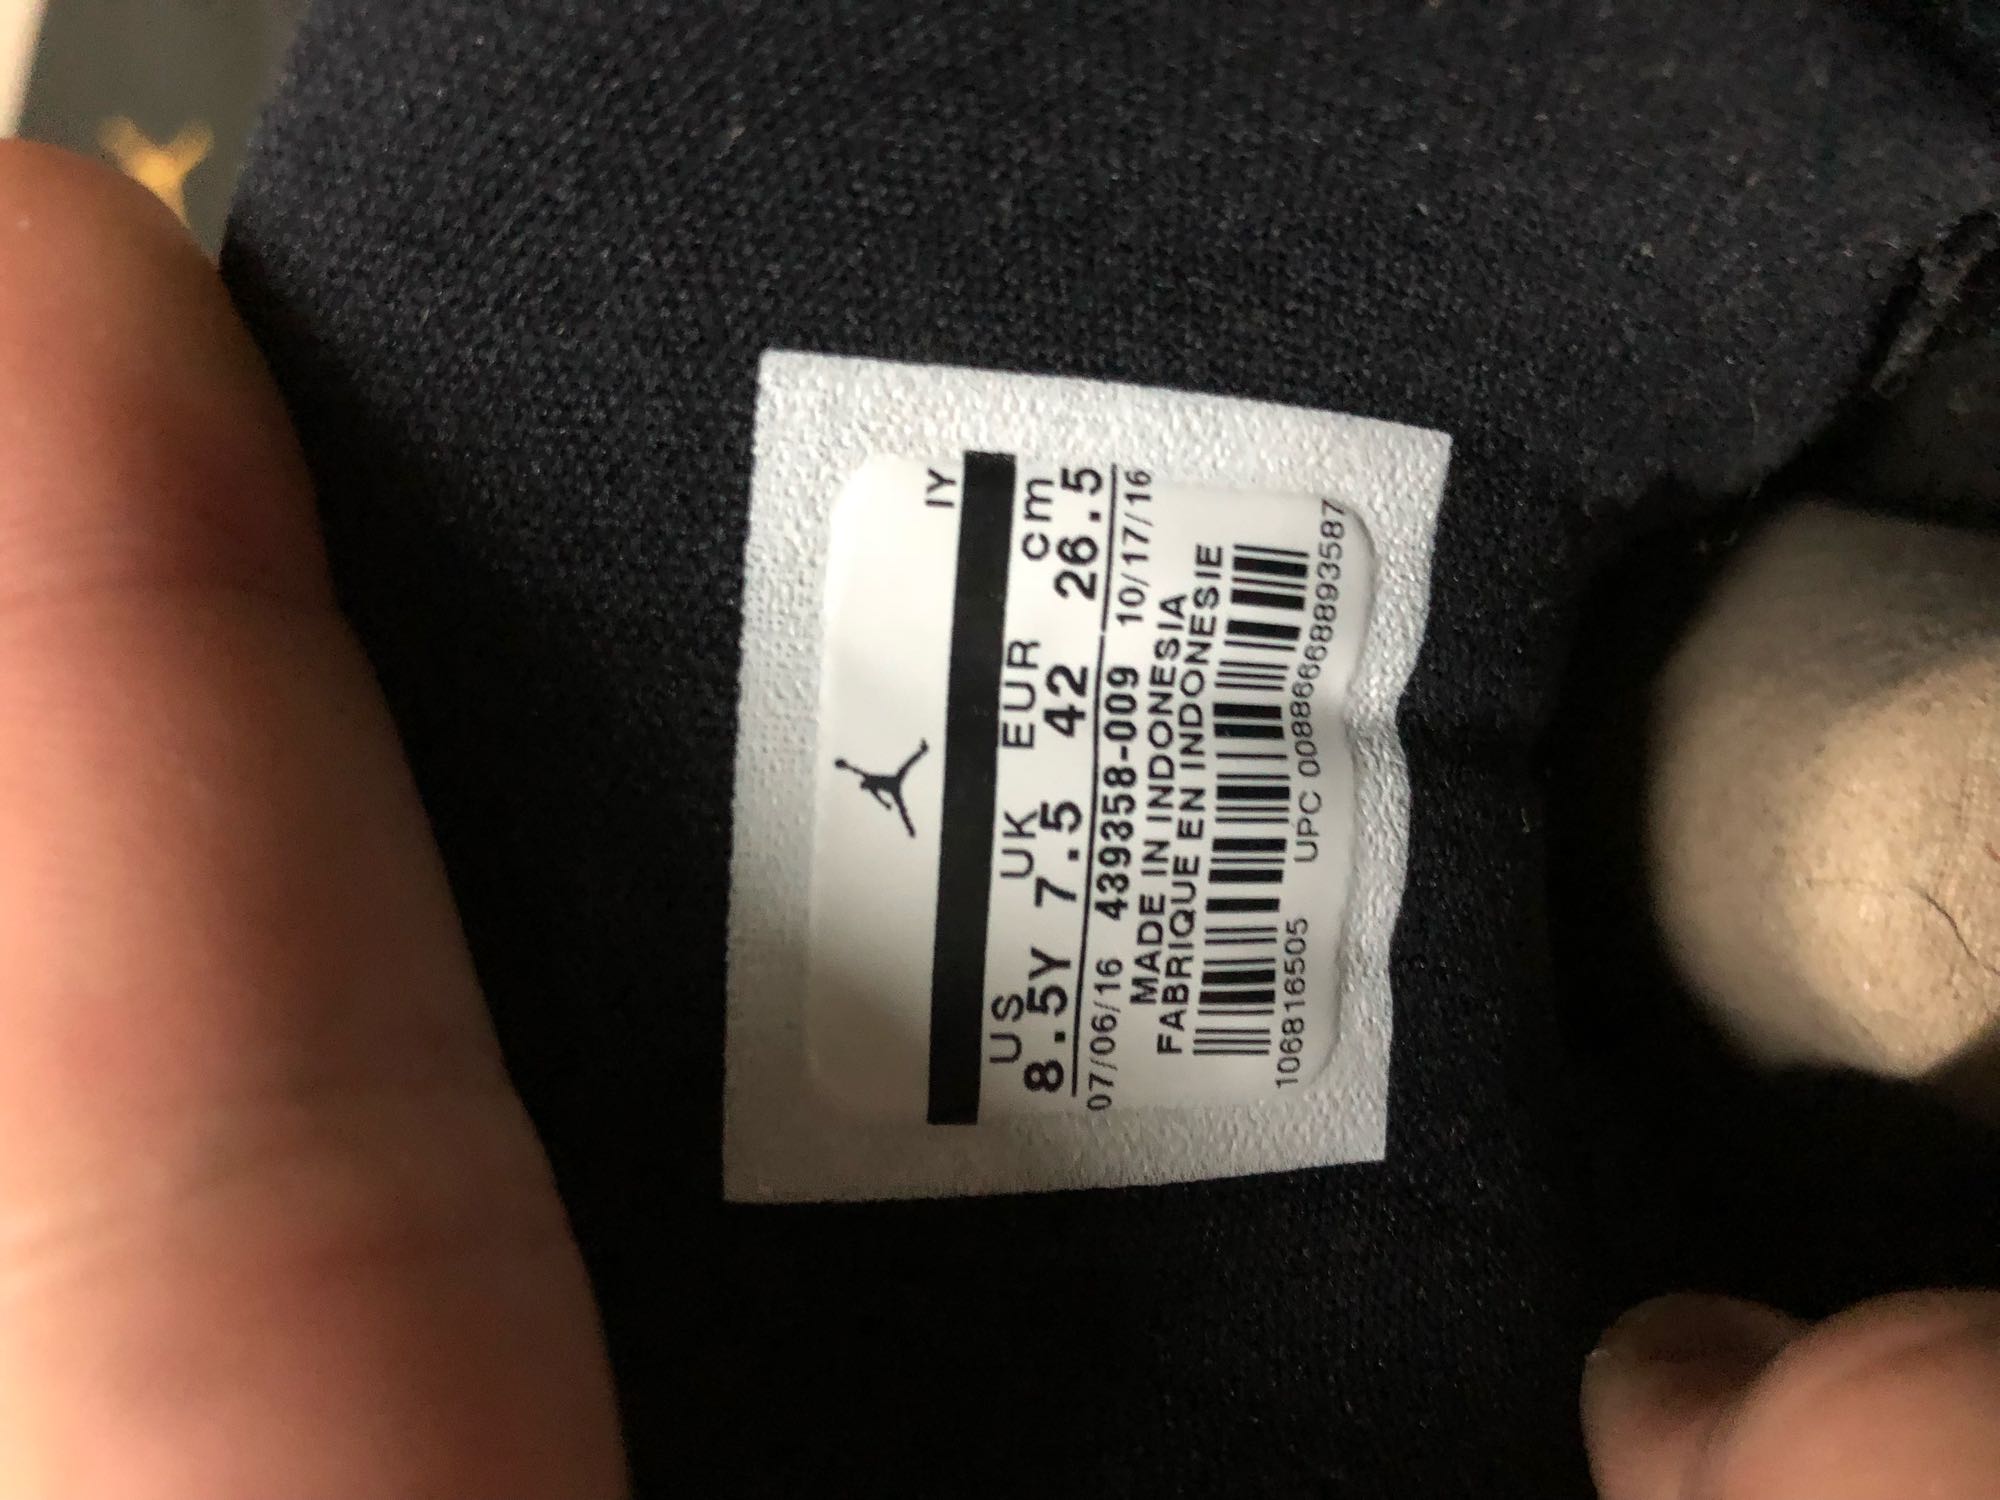 IY
US UK EUR cm
8.5Y 7.5 42 26.5
07/06/16 439358-009 10/17/16
MADE IN INDONESIA
FABRIQUE EN INDONESIE
106816505 UPC 00886668893587